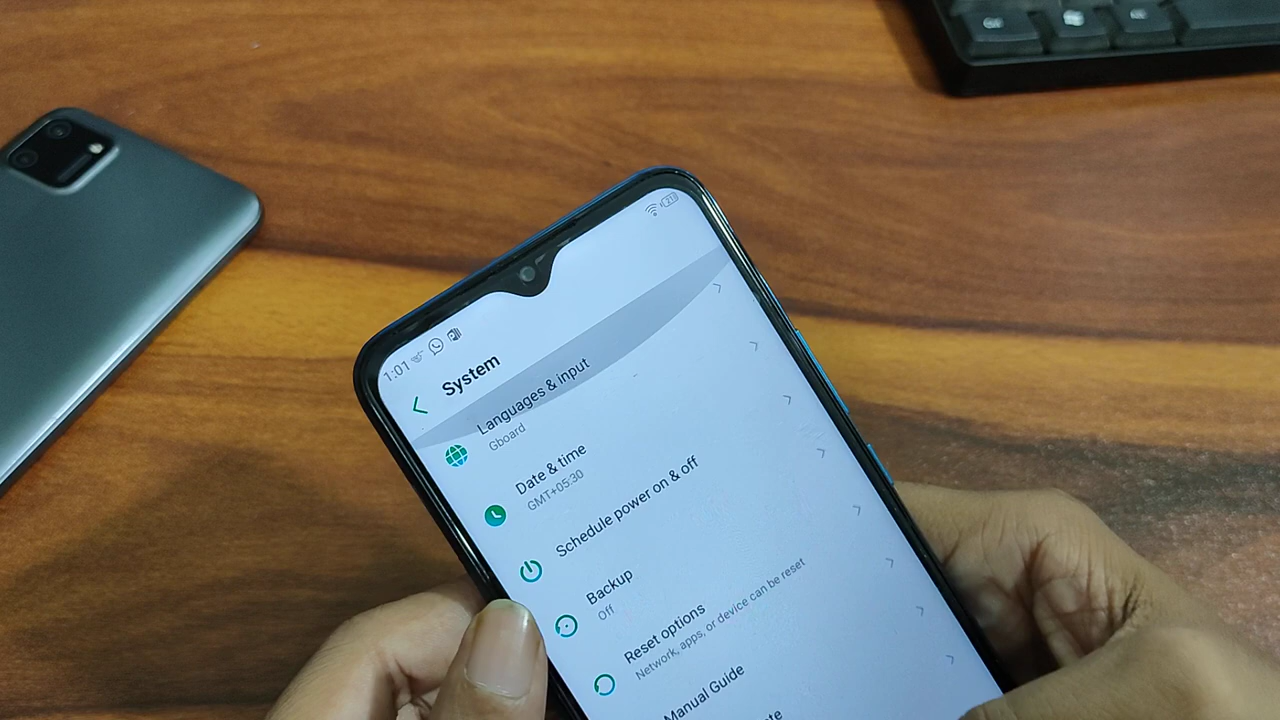 1:01
System
Languages & input
Gboard
Date & time
GMT+05:30
Schedule power on & off
Backup
Off
Reset options
Network, apps, or device can be reset
Manual Guide